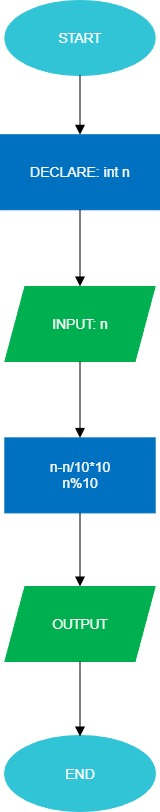 START
DECLARE: int n
INPUT: n
n-n/10*10
n%10
OUTPUT
END